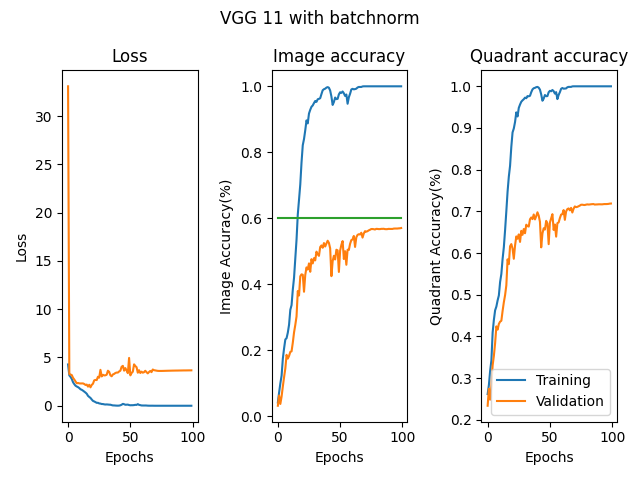 VGG 11 with batchnorm
Loss
Image accuracy
Quadrant accuracy
Loss
30
25
20
15
10
5
0
0
50
100
Epochs
Image Accuracy(%)
1.0
0.8
0.6
0.4
0.2
0.0
0
50
100
Epochs
Quadrant Accuracy(%)
1.0
0.9
0.8
0.7
0.6
0.5
0.4
0.3
0.2
0
50
100
Epochs
Training
Validation